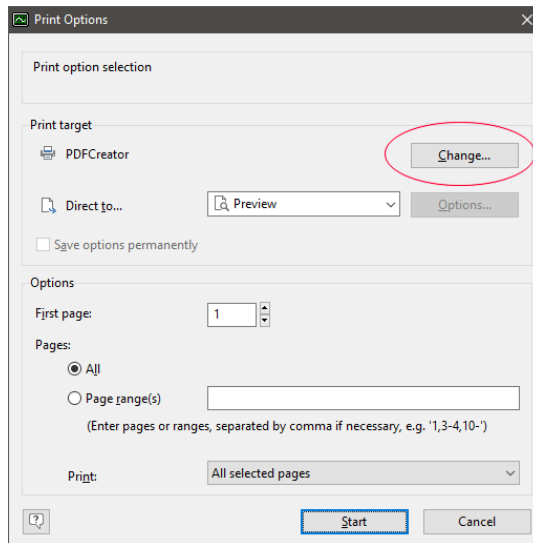 Print Options
Print option selection
Print target
PDFCreator
Change...
Direct to...
Preview
Options...
Save options permanently
Options
First page:
1
Pages:
All
Page range(s)
(Enter pages or ranges, separated by comma if necessary, e.g. '1,3-4,10-')
Print:
All selected pages
Start
Cancel